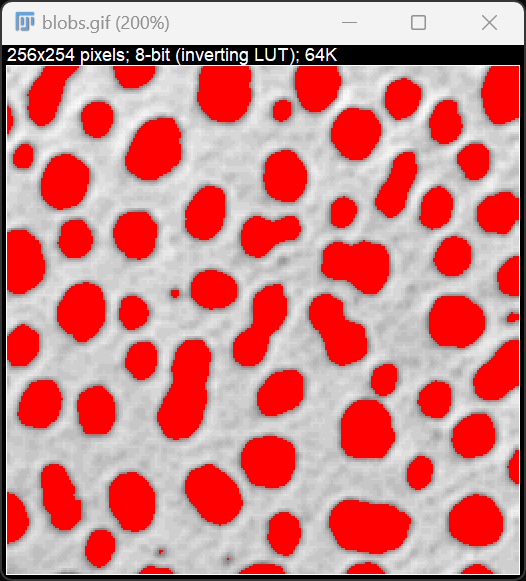 blobs.gif (200%)
256x254 pixels; 8-bit (inverting LUT); 64K